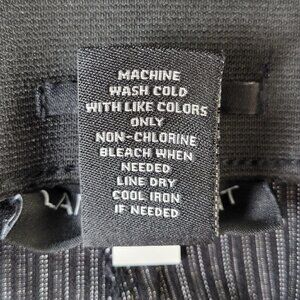 MACHINE
WASH COLD
WITH LIKE COLORS
ONLY
NON-CHLORINE
BLEACH WHEN
NEEDED
LINE DRY
COOL IRON
IF NEEDED